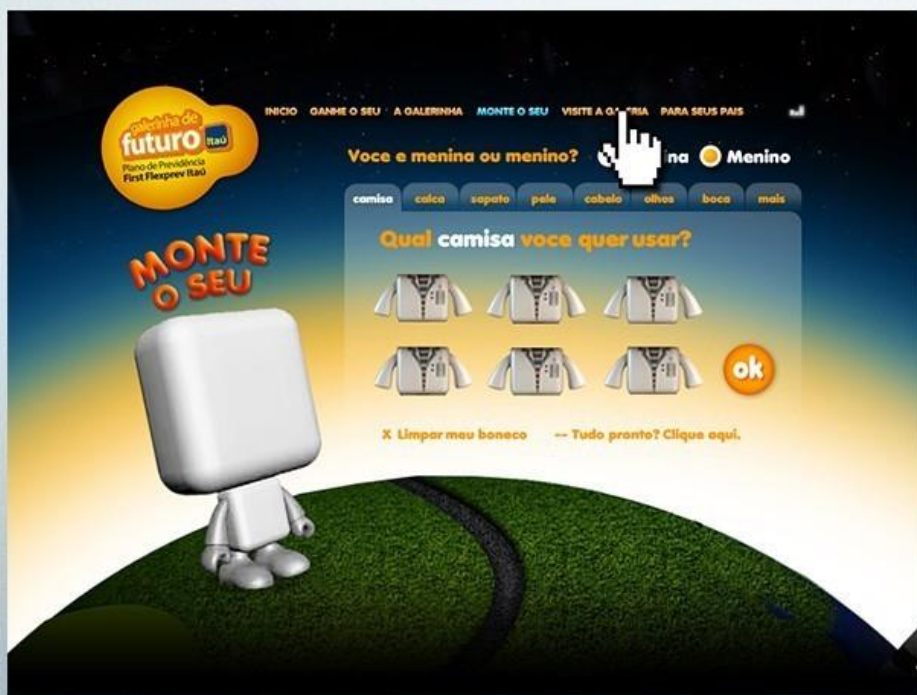 galerinha de
futuro Itaú
Plano de Previdência
First Flexprev Itaú
INICIO GANHE O SEU A GALERINHA MONTE O SEU VISITE A PARA SEUS PAIS
Voce e menina ou menino? Menino
camisa calca sapato pele cabelo olhos boca mais
MONTE
O SEU
Qual camisa voce quer usar?
ok
X Limpar meu boneco -- Tudo pronto? Clique aqui.